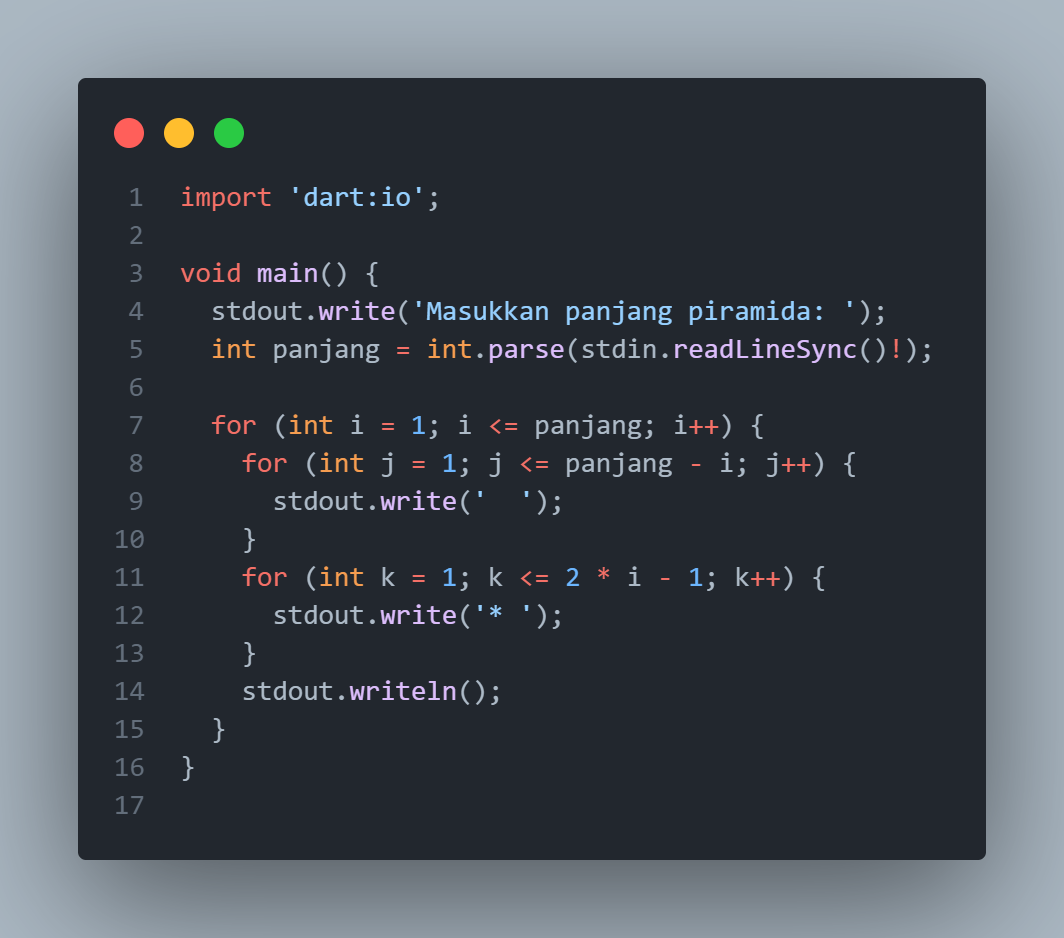 1 import 'dart:io';
2
3 void main() {
4   stdout.write('Masukkan panjang piramida: ');
5   int panjang = int.parse(stdin.readLineSync()!);
6
7   for (int i = 1; i <= panjang; i++) {
8     for (int j = 1; j <= panjang - i; j++) {
9       stdout.write('  ');
10     }
11     for (int k = 1; k <= 2 * i - 1; k++) {
12       stdout.write('* ');
13     }
14     stdout.writeln();
15   }
16 }
17